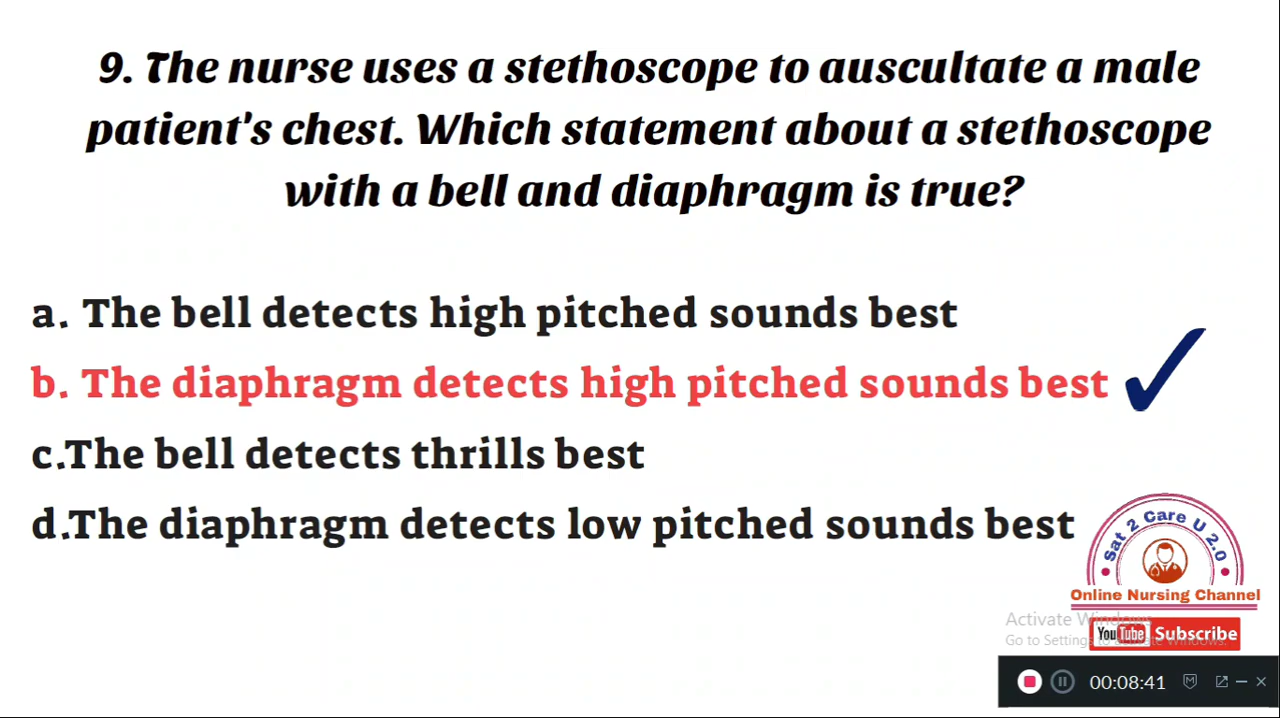 9. The nurse uses a stethoscope to auscultate a male
patient's chest. Which statement about a stethoscope
with a bell and diaphragm is true?
a. The bell detects high pitched sounds best
b. The diaphragm detects high pitched sounds best
c.The bell detects thrills best
d.The diaphragm detects low pitched sounds best
Sat 2 Care U 2.0
Online Nursing Channel
Activate Windows
Go to Settings to activate Windows.
YouTube Subscribe
00:08:41